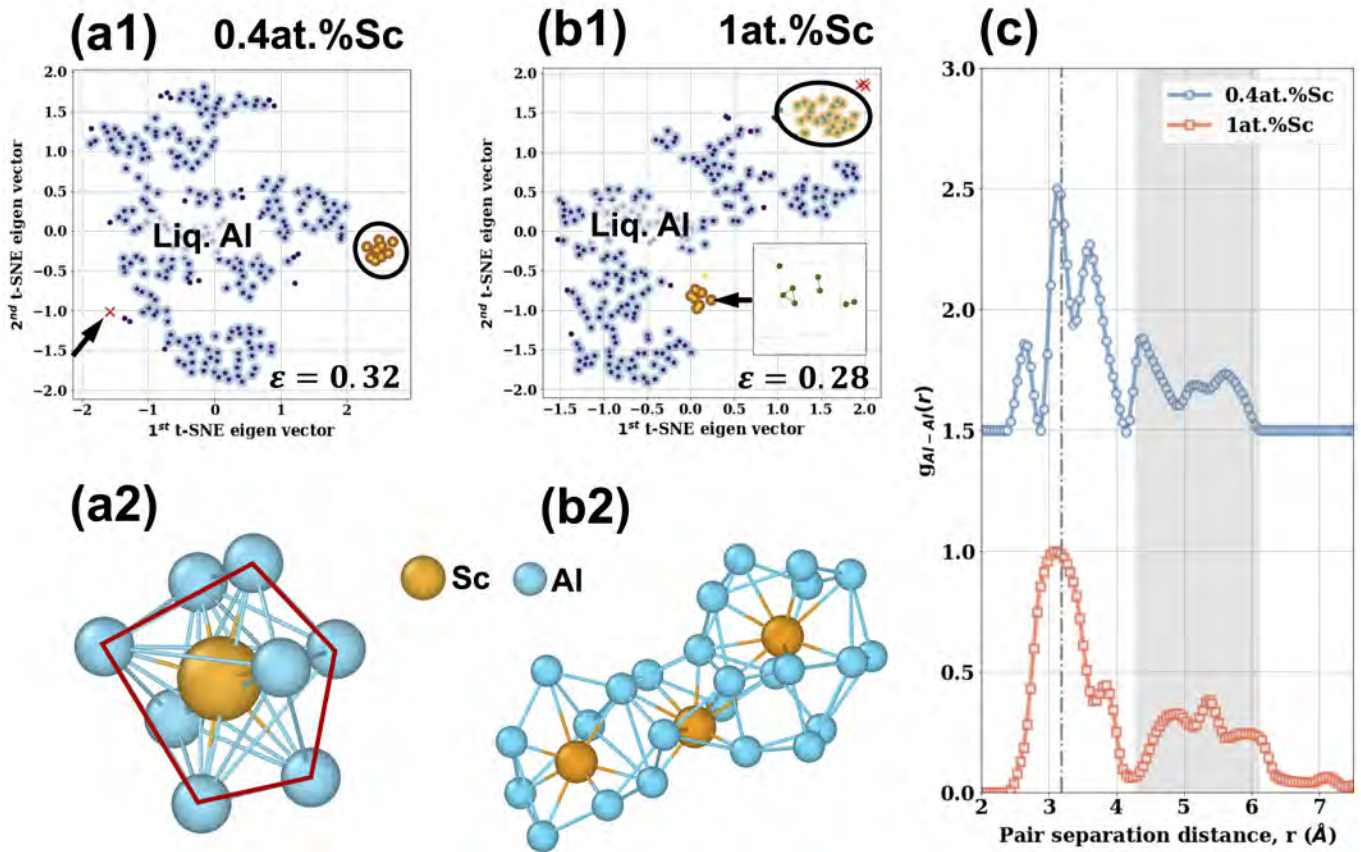 (a1) 0.4at.%Sc
2nd t-SNE eigen vector
2.0
1.5
1.0
0.5
0.0
−0.5
−1.0
−1.5
−2.0
Liq. Al
ε = 0.32
−2 −1 0 1 2
1st t-SNE eigen vector
(b1) 1at.%Sc
2nd t-SNE eigen vector
2.0
1.5
1.0
0.5
0.0
−0.5
−1.0
−1.5
−2.0
Liq. Al
ε = 0.28
−1.5 −1.0 −0.5 0.0 0.5 1.0 1.5 2.0
1st t-SNE eigen vector
(a2)
Sc Al
(b2)
(c)
0.4at.%Sc
1at.%Sc
gAl−Al(r)
3.0
2.5
2.0
1.5
1.0
0.5
0.0
2 3 4 5 6 7
Pair separation distance, r (Å)